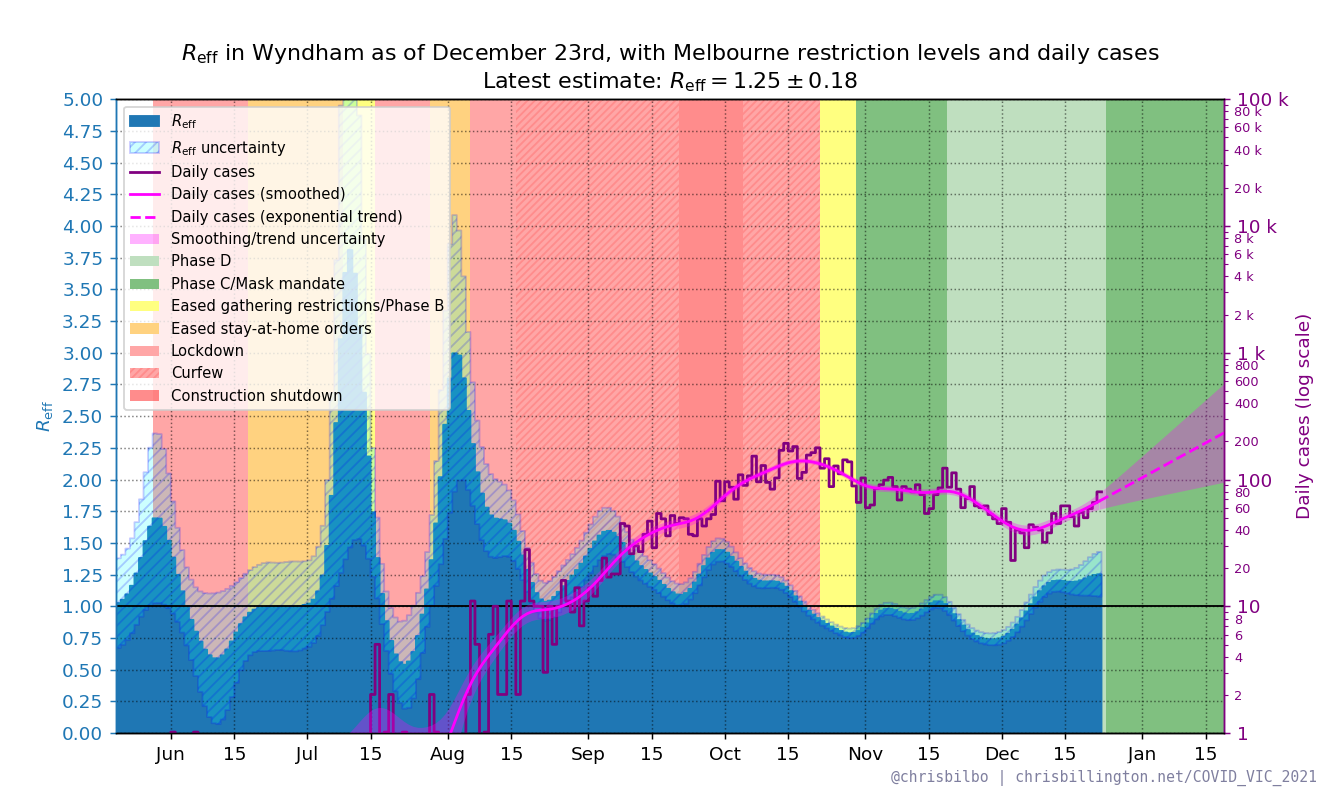 Reff in Wyndham as of December 23rd, with Melbourne restriction levels and daily cases
Latest estimate: Reff = 1.25 ± 0.18
5.00
4.75
4.50
4.25
4.00
3.75
3.50
3.25
3.00
2.75
2.50
2.25
2.00
1.75
1.50
1.25
1.00
0.75
0.50
0.25
0.00
Reff
Reff
Reff uncertainty
Daily cases
Daily cases (smoothed)
Daily cases (exponential trend)
Smoothing/trend uncertainty
Phase D
Phase C/Mask mandate
Eased gathering restrictions/Phase B
Eased stay-at-home orders
Lockdown
Curfew
Construction shutdown
100 k
80 k
60 k
40 k
20 k
10 k
8 k
6 k
4 k
2 k
1 k
800
600
400
200
100
80
60
40
20
10
8
6
4
2
1
Daily cases (log scale)
Jun 15 Jul 15 Aug 15 Sep 15 Oct 15 Nov 15 Dec 15 Jan 15
@chrisbilbo | chrisbillington.net/COVID_VIC_2021